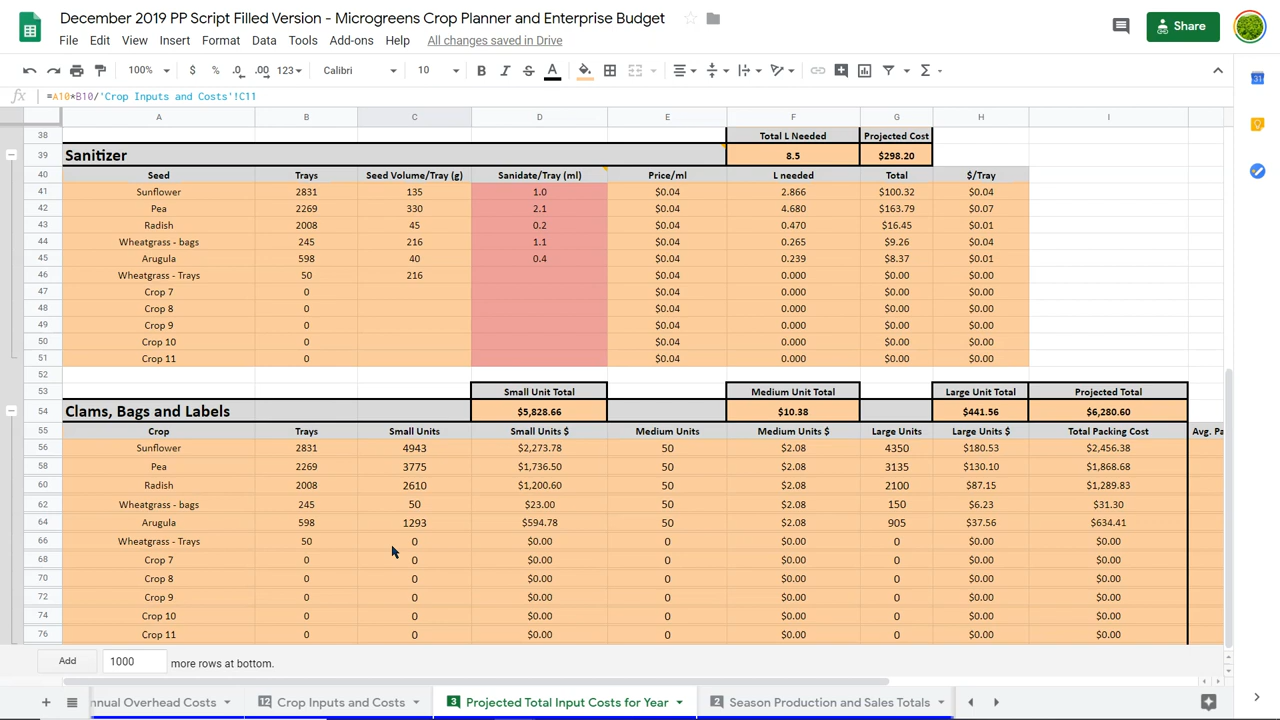 December 2019 PP Script Filled Version - Microgreens Crop Planner and Enterprise Budget
Share
File Edit View Insert Format Data Tools Add-ons Help All changes saved in Drive
100% $ % .0 .00 123 Calibri 10 B I S A
fx =A10*B10/'Crop Inputs and Costs'!C11
A B C D E F G H I
38 Total L Needed Projected Cost
39 Sanitizer 8.5 $298.20
40 Seed Trays Seed Volume/Tray (g) Sanidate/Tray (ml) Price/ml L needed Total $/Tray
41 Sunflower 2831 135 1.0 $0.04 2.866 $100.32 $0.04
42 Pea 2269 330 2.1 $0.04 4.680 $163.79 $0.07
43 Radish 2008 45 0.2 $0.04 0.470 $16.45 $0.01
44 Wheatgrass - bags 245 216 1.1 $0.04 0.265 $9.26 $0.04
45 Arugula 598 40 0.4 $0.04 0.239 $8.37 $0.01
46 Wheatgrass - Trays 50 216 $0.04 0.000 $0.00 $0.00
47 Crop 7 0 $0.04 0.000 $0.00 $0.00
48 Crop 8 0 $0.04 0.000 $0.00 $0.00
49 Crop 9 0 $0.04 0.000 $0.00 $0.00
50 Crop 10 0 $0.04 0.000 $0.00 $0.00
51 Crop 11 0 $0.04 0.000 $0.00 $0.00
52
53 Small Unit Total Medium Unit Total Large Unit Total Projected Total
54 Clams, Bags and Labels $5,828.66 $10.38 $441.56 $6,280.60
55 Crop Trays Small Units Small Units $ Medium Units Medium Units $ Large Units Large Units $ Total Packing Cost Avg. Pa
56 Sunflower 2831 4943 $2,273.78 50 $2.08 4350 $180.53 $2,456.38
58 Pea 2269 3775 $1,736.50 50 $2.08 3135 $130.10 $1,868.68
60 Radish 2008 2610 $1,200.60 50 $2.08 2100 $87.15 $1,289.83
62 Wheatgrass - bags 245 50 $23.00 50 $2.08 150 $6.23 $31.30
64 Arugula 598 1293 $594.78 50 $2.08 905 $37.56 $634.41
66 Wheatgrass - Trays 50 0 $0.00 0 $0.00 0 $0.00 $0.00
68 Crop 7 0 0 $0.00 0 $0.00 0 $0.00 $0.00
70 Crop 8 0 0 $0.00 0 $0.00 0 $0.00 $0.00
72 Crop 9 0 0 $0.00 0 $0.00 0 $0.00 $0.00
74 Crop 10 0 0 $0.00 0 $0.00 0 $0.00 $0.00
76 Crop 11 0 0 $0.00 0 $0.00 0 $0.00 $0.00
Add 1000 more rows at bottom.
nnual Overhead Costs 12 Crop Inputs and Costs 3 Projected Total Input Costs for Year 2 Season Production and Sales Totals